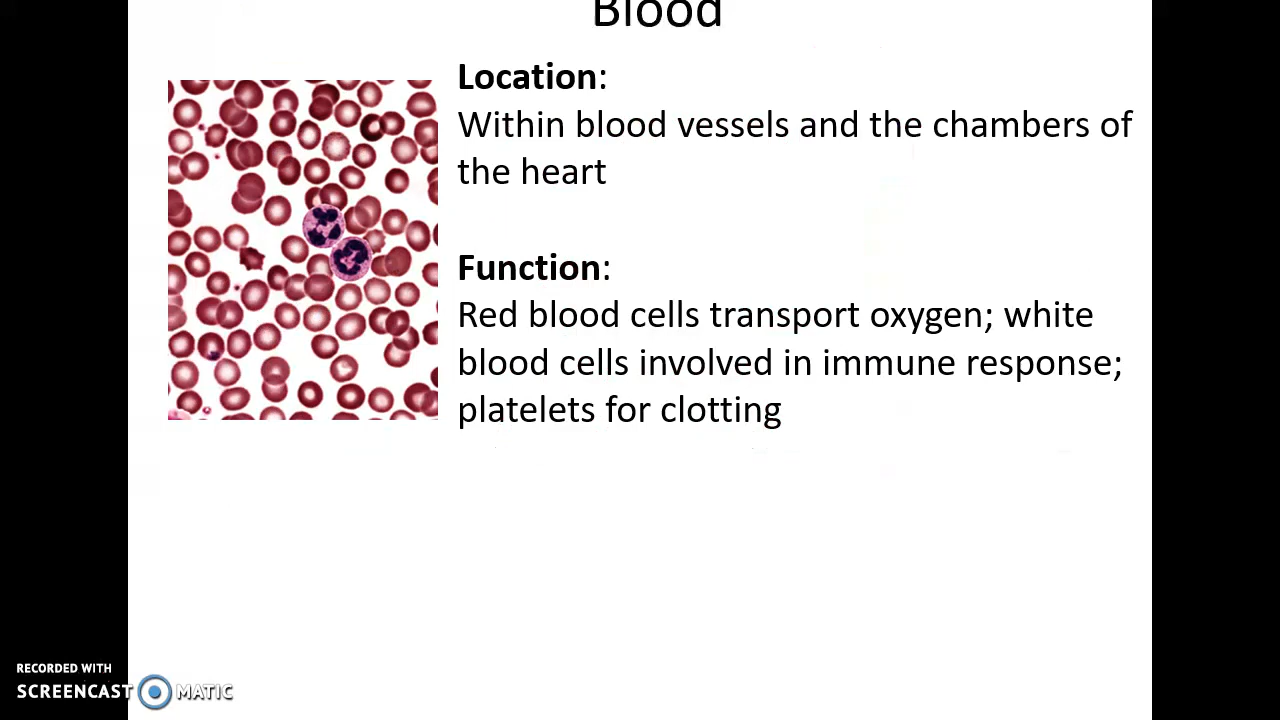 Blood
Location:
Within blood vessels and the chambers of
the heart
Function:
Red blood cells transport oxygen; white
blood cells involved in immune response;
platelets for clotting
RECORDED WITH
SCREENCAST MATIC